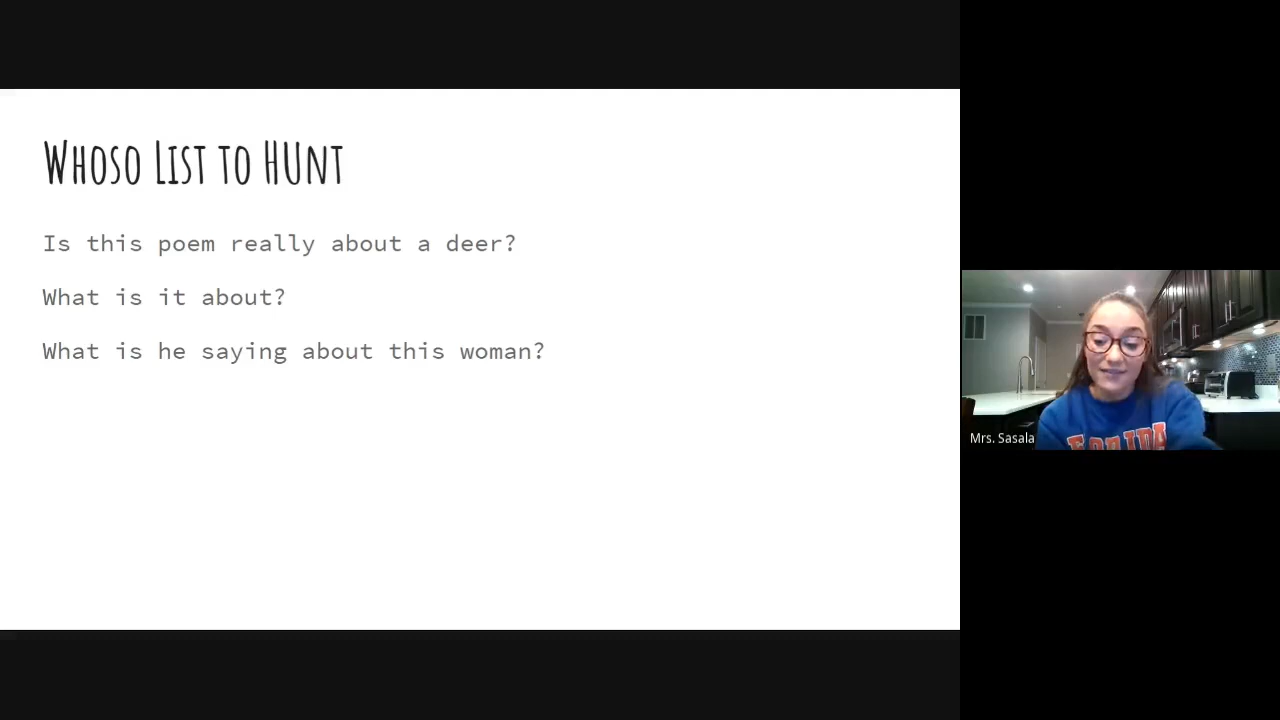 Whoso List to HUnt
Is this poem really about a deer?
What is it about?
What is he saying about this woman?
Mrs. Sasala
FLORIDA